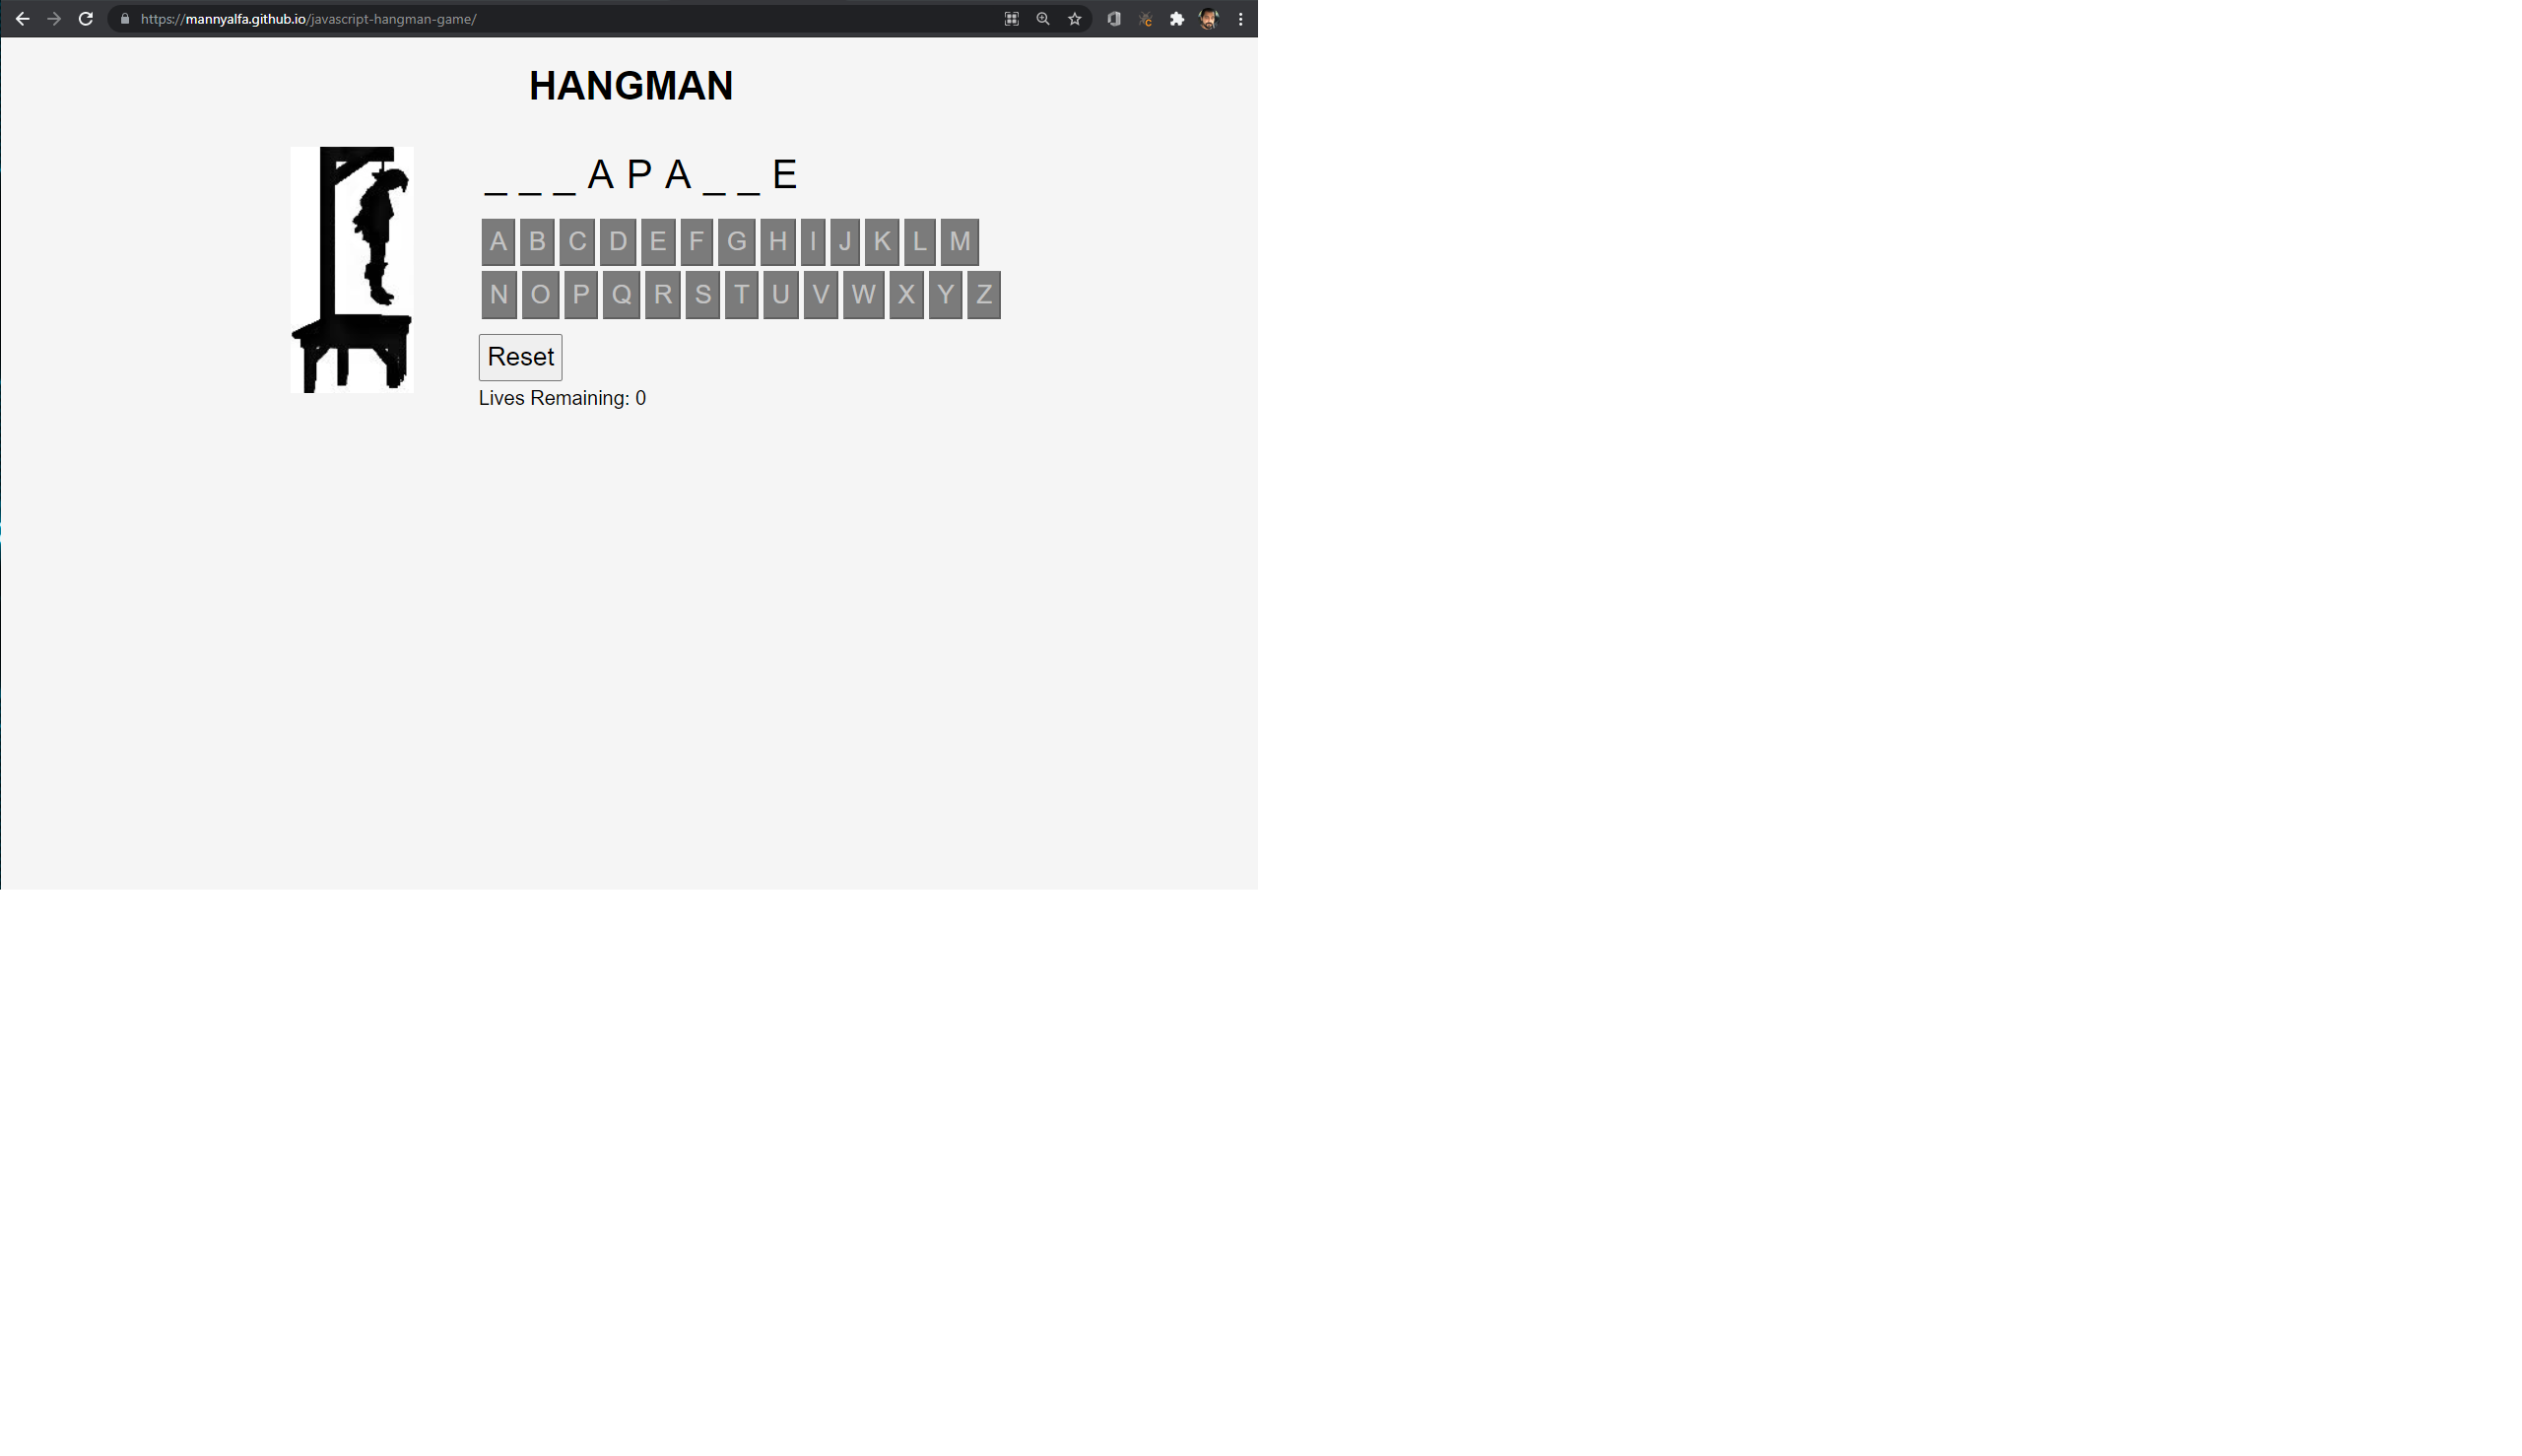 https://mannyalfa.github.io/javascript-hangman-game/
HANGMAN
_ _ _ A P A _ _ E
A B C D E F G H I J K L M
N O P Q R S T U V W X Y Z
Reset
Lives Remaining: 0